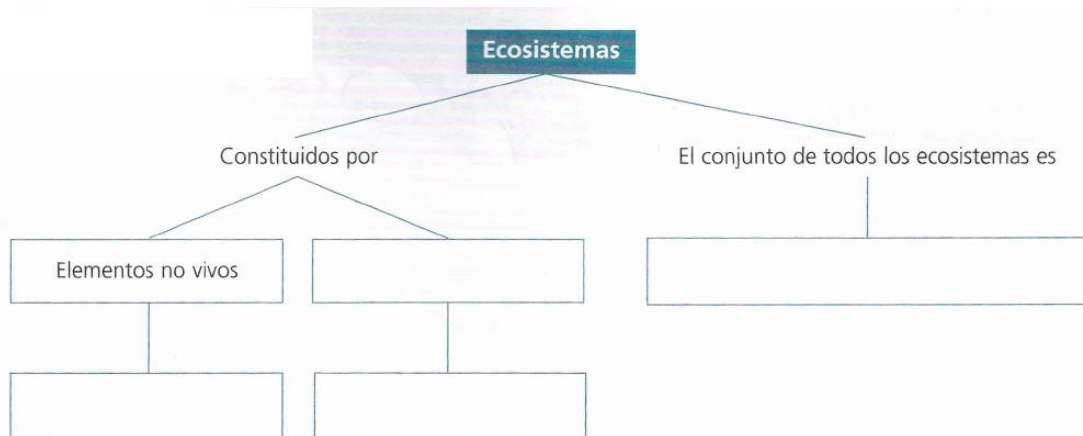 Ecosistemas
Constituidos por
El conjunto de todos los ecosistemas es
Elementos no vivos